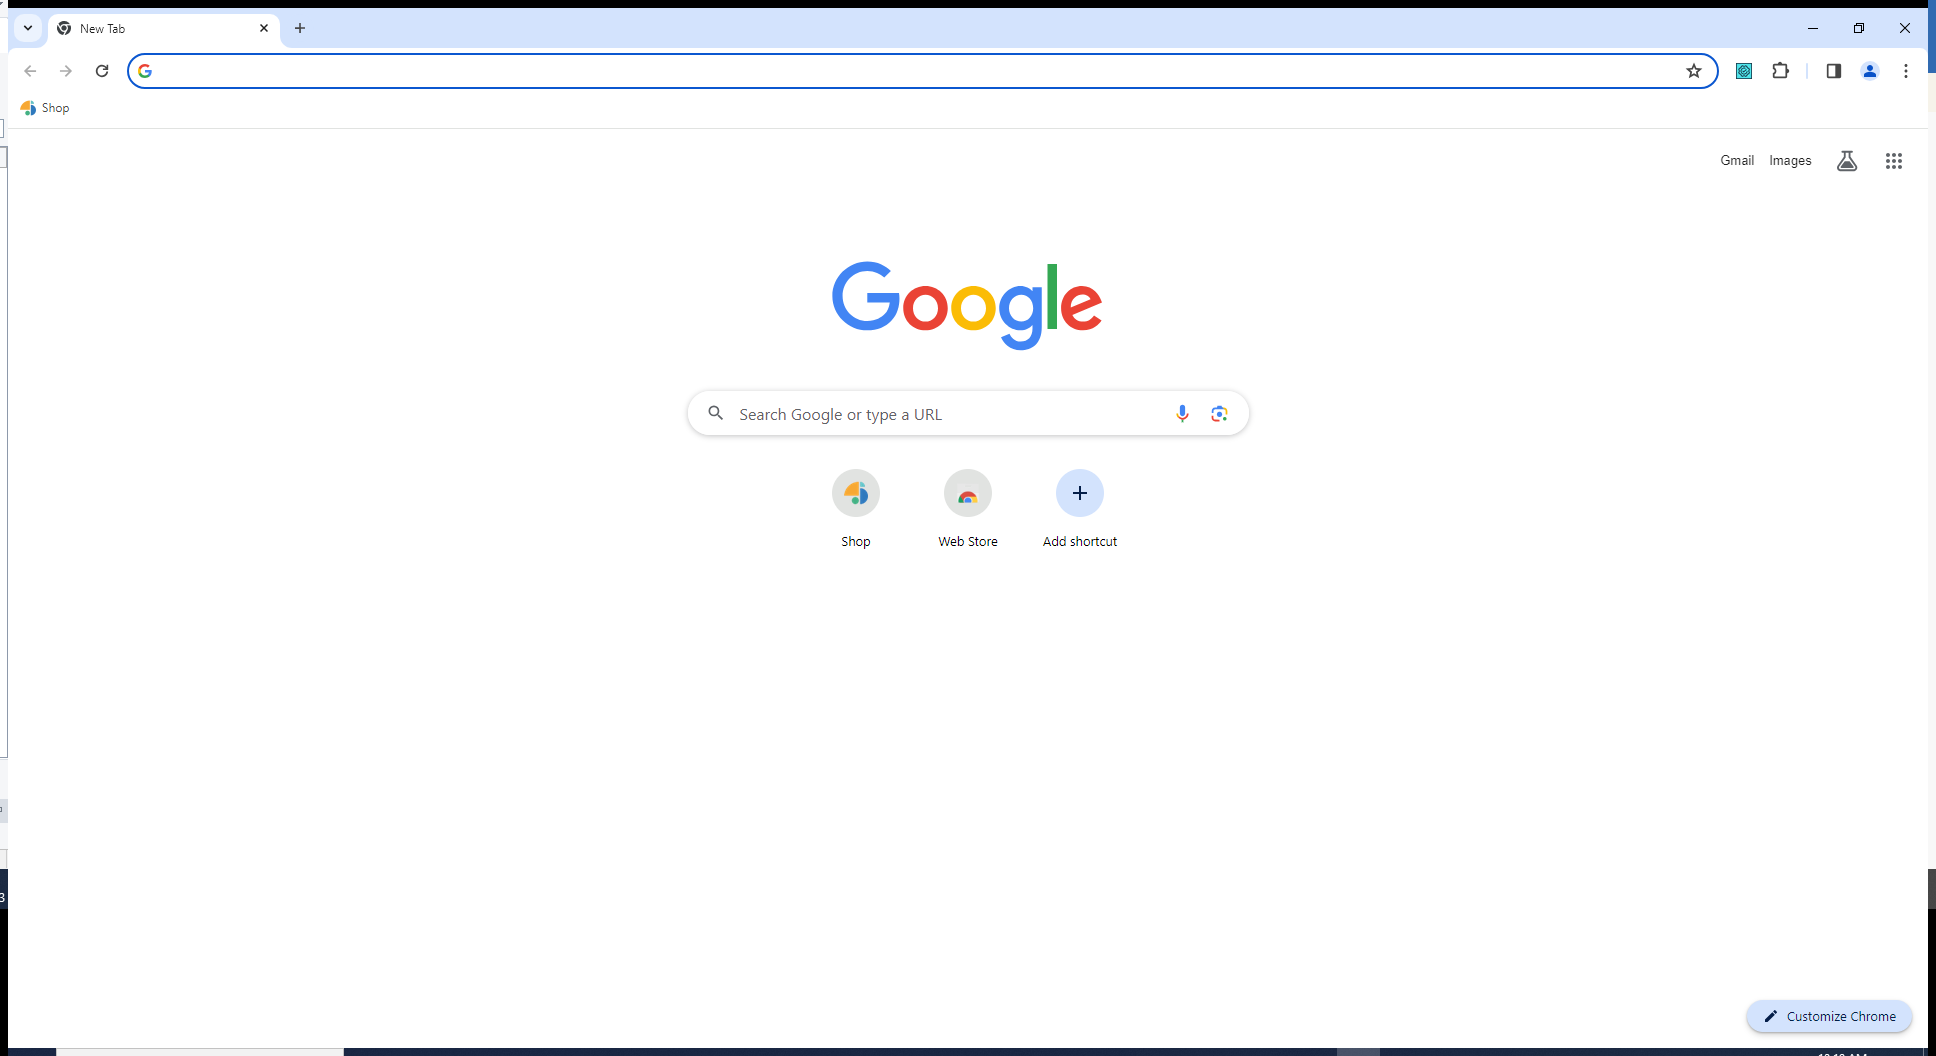 New Tab
Shop
Gmail Images
Google
Search Google or type a URL
Shop Web Store Add shortcut
Customize Chrome